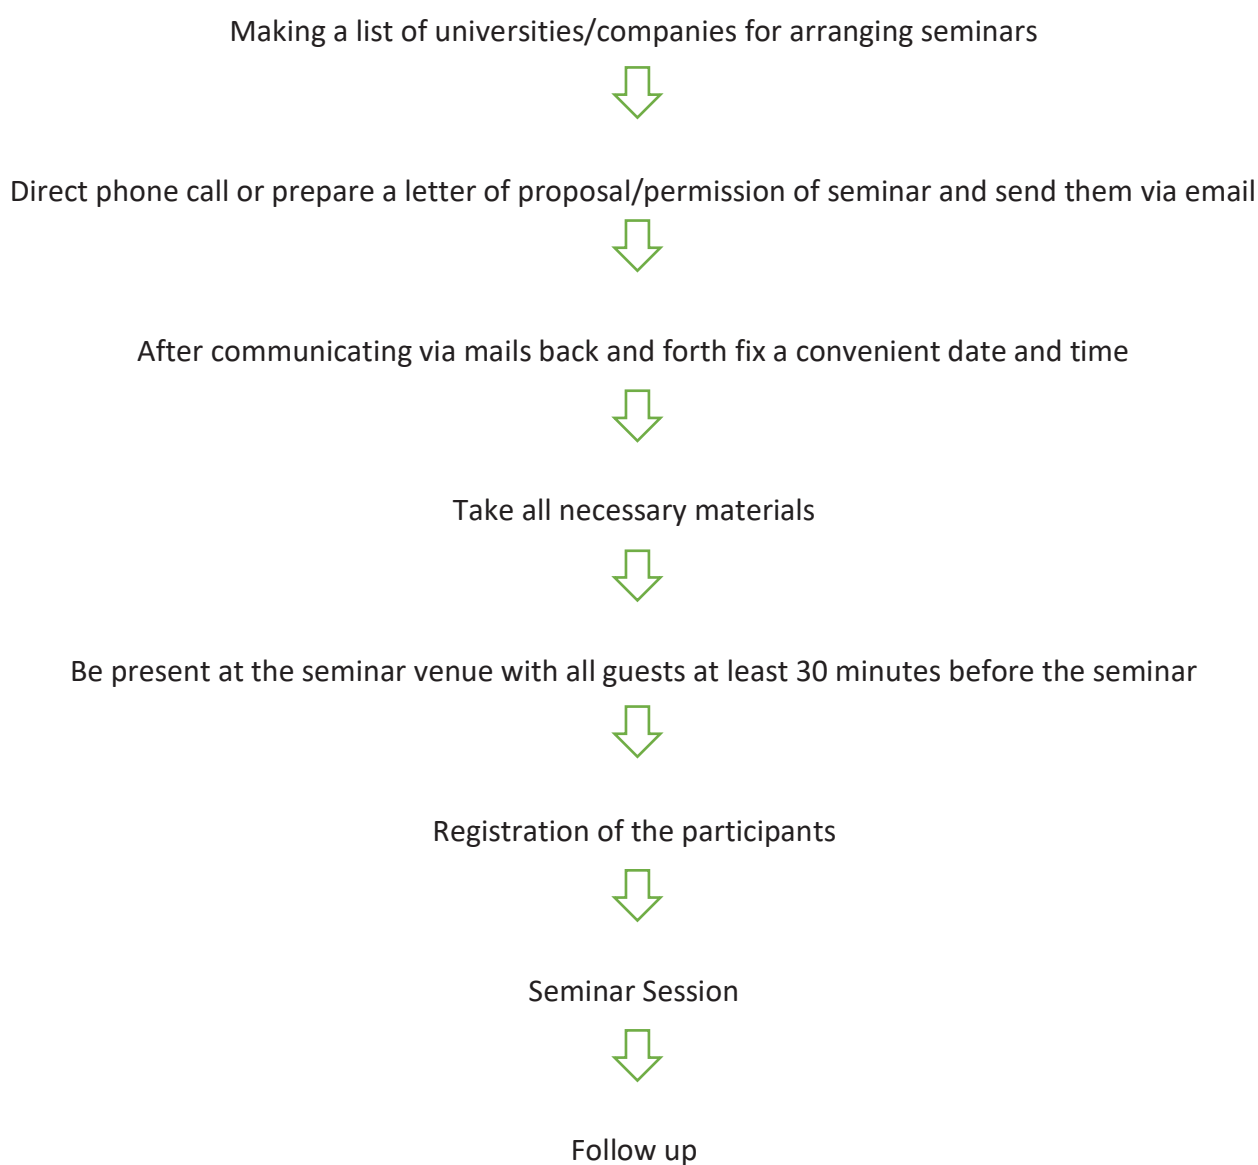 Making a list of universities/companies for arranging seminars
Direct phone call or prepare a letter of proposal/permission of seminar and send them via email
After communicating via mails back and forth fix a convenient date and time
Take all necessary materials
Be present at the seminar venue with all guests at least 30 minutes before the seminar
Registration of the participants
Seminar Session
Follow up